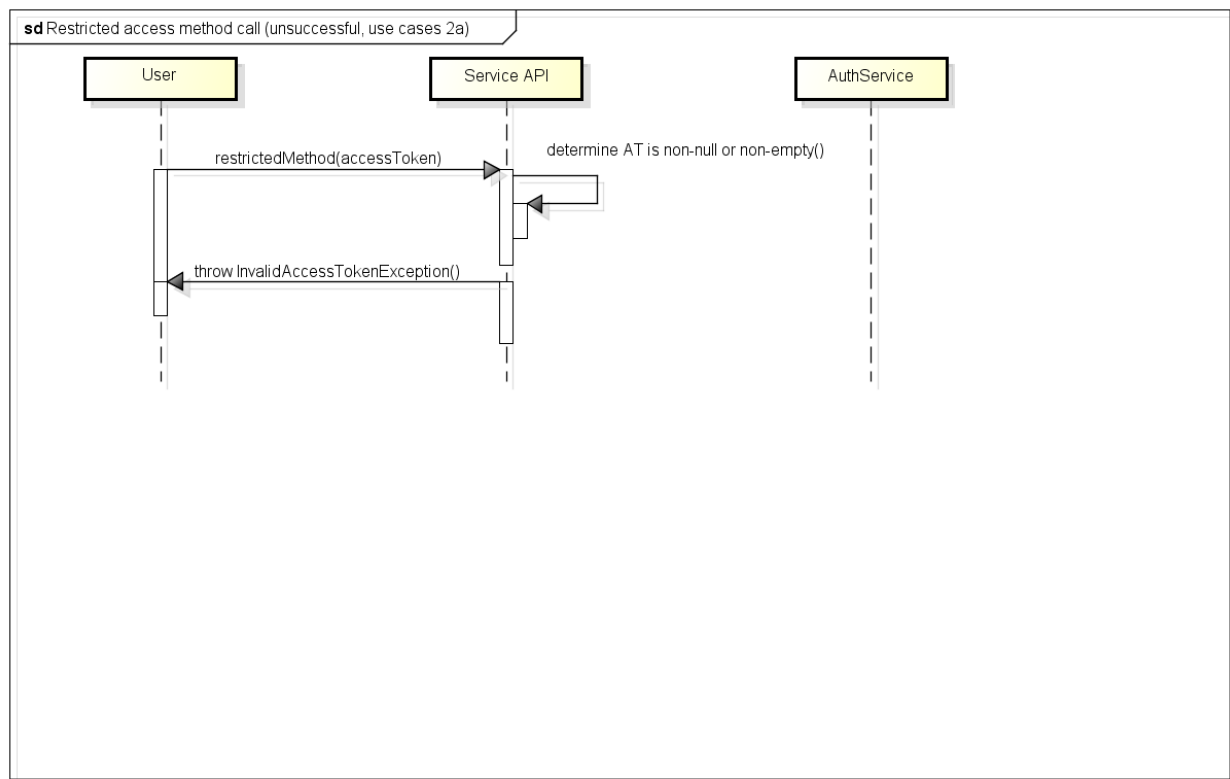 sd Restricted access method call (unsuccessful, use cases 2a)
User
Service API
AuthService
determine AT is non-null or non-empty()
restrictedMethod(accessToken)
throw InvalidAccessTokenException()